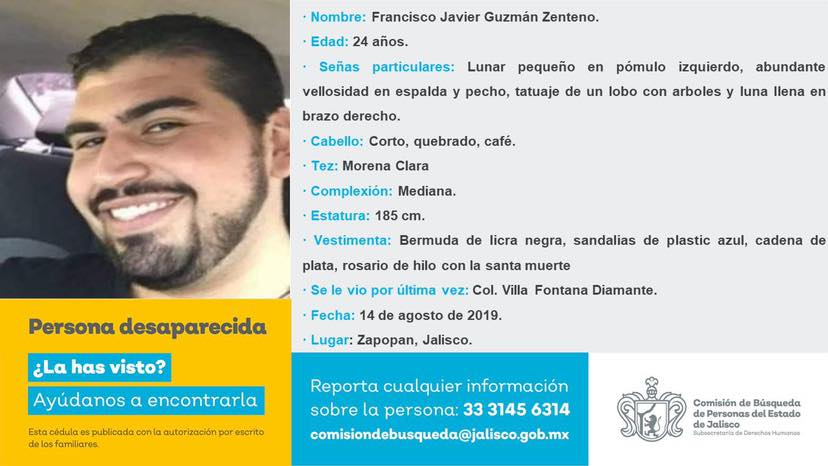 · Nombre: Francisco Javier Guzmán Zenteno.
· Edad: 24 años.
· Señas particulares: Lunar pequeño en pómulo izquierdo, abundante
vellosidad en espalda y pecho, tatuaje de un lobo con arboles y luna llena en
brazo derecho.
· Cabello: Corto, quebrado, café.
· Tez: Morena Clara
· Complexión: Mediana.
· Estatura: 185 cm.
· Vestimenta: Bermuda de licra negra, sandalias de plastic azul, cadena de
plata, rosario de hilo con la santa muerte
· Se le vio por última vez: Col. Villa Fontana Diamante.
· Fecha: 14 de agosto de 2019.
· Lugar: Zapopan, Jalisco.
Persona desaparecida
¿La has visto?
Ayúdanos a encontrarla
Esta cédula es publicada con la autorización por escrito
de los familiares.
Reporta cualquier información
sobre la persona: 33 3145 6314
comisiondebusqueda@jalisco.gob.mx
Comisión de Búsqueda
de Personas del Estado
de Jalisco
Subsecretaría de Derechos Humanos